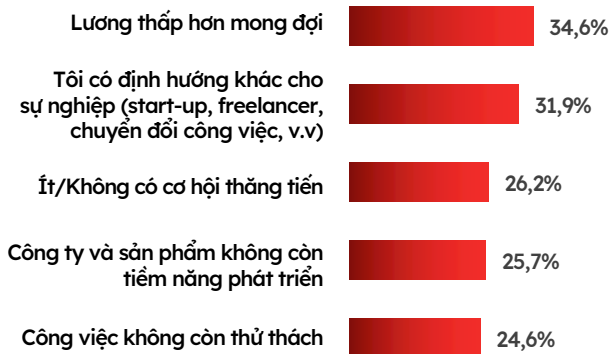 Lương thấp hơn mong đợi
34,6%
Tôi có định hướng khác cho
sự nghiệp (start-up, freelancer,
chuyển đổi công việc, v.v)
31,9%
Ít/Không có cơ hội thăng tiến
26,2%
Công ty và sản phẩm không còn
tiềm năng phát triển
25,7%
Công việc không còn thử thách
24,6%